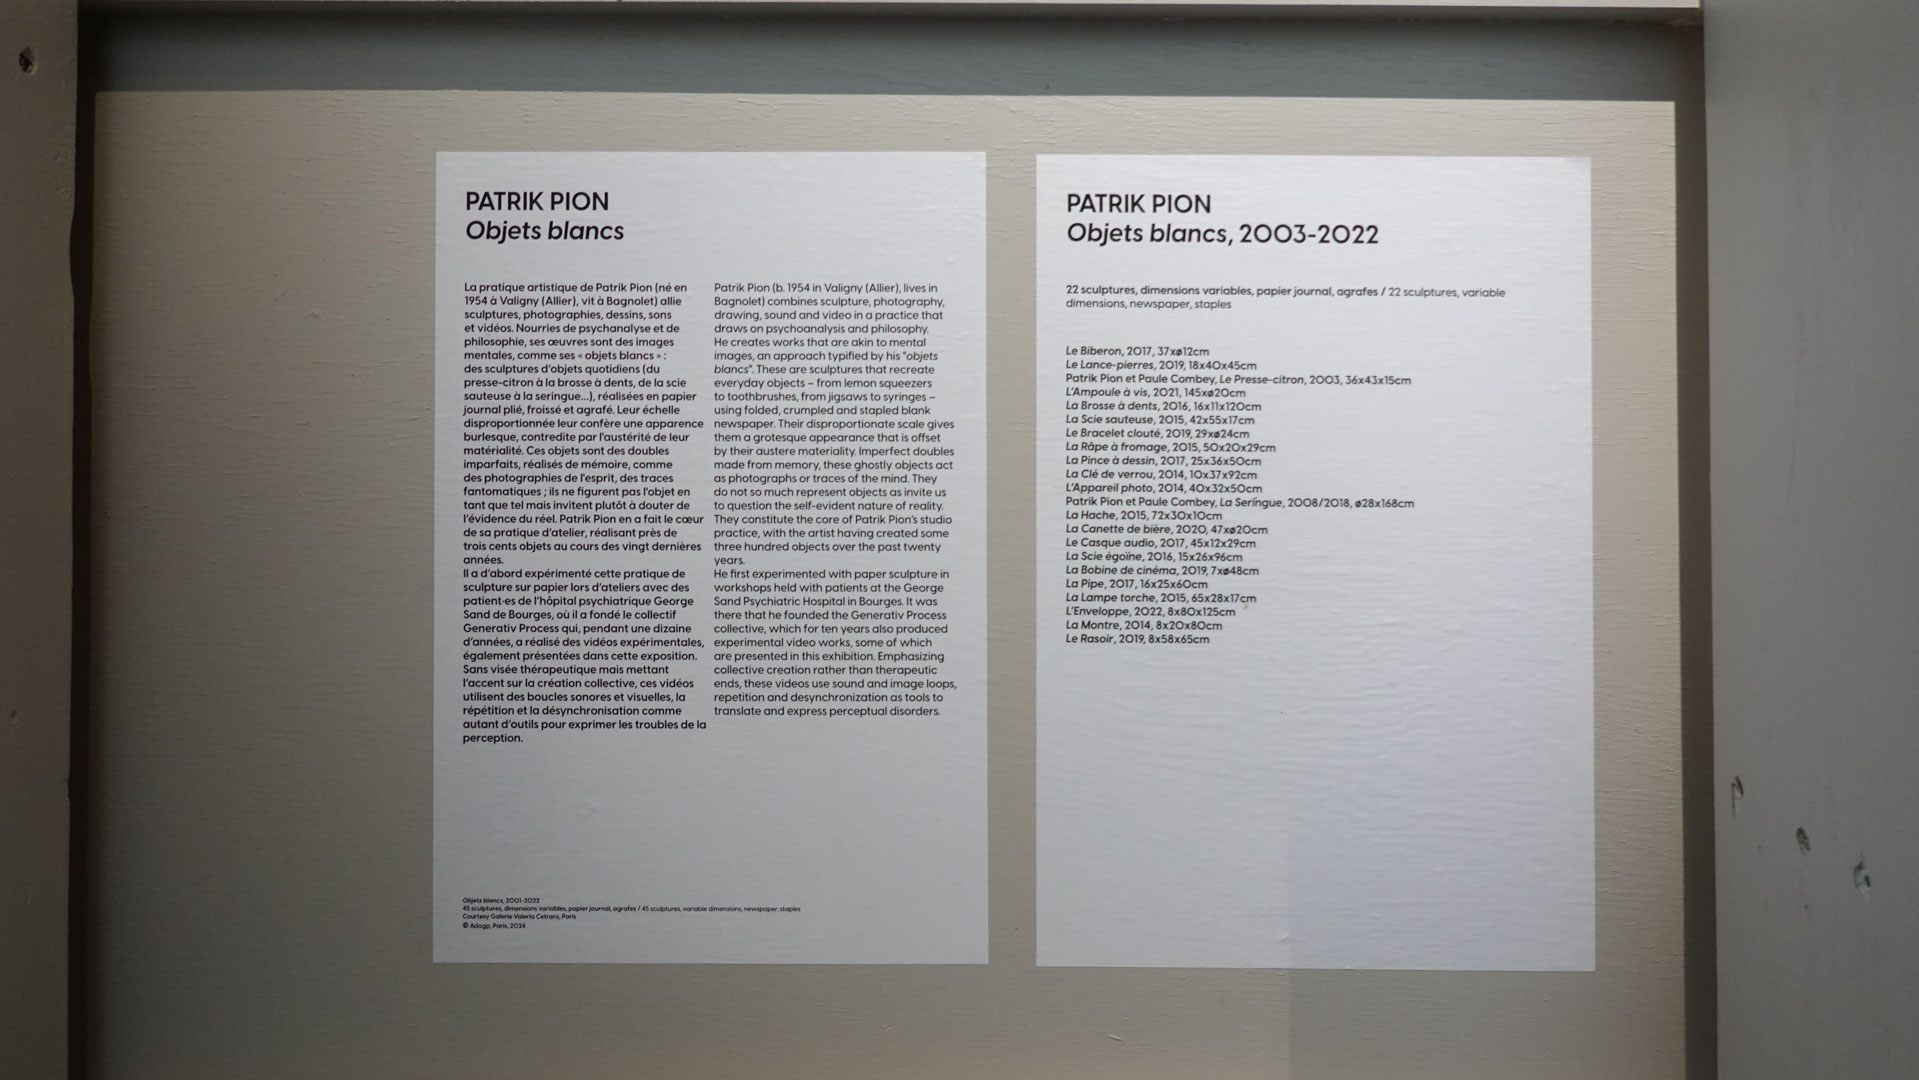 PATRIK PION
Objets blancs
La pratique artistique de Patrik Pion (né en
1954 à Valigny (Allier), vit à Bagnolet) allie
sculptures, photographies, dessins, sons
et vidéos. Nourries de psychanalyse et de
philosophie, ses œuvres sont des images
mentales, comme ses « objets blancs » :
des sculptures d'objets quotidiens (du
presse-citron à la brosse à dents, de la scie
sauteuse à la seringue...), réalisées en papier
journal plié, froissé et agrafé. Leur échelle
disproportionnée leur confère une apparence
burlesque, contredite par l'austérité de leur
matérialité. Ces objets sont des doubles
imparfaits, réalisés de mémoire, comme
des photographies de l'esprit, des traces
fantomatiques ; ils ne figurent pas l'objet en
tant que tel mais invitent plutôt à douter de
l'évidence du réel. Patrik Pion en a fait le cœur
de sa pratique d'atelier, réalisant près de
trois cents objets au cours des vingt dernières
années.
Il a d'abord expérimenté cette pratique de
sculpture sur papier lors d'ateliers avec des
patient·es de l'hôpital psychiatrique George
Sand de Bourges, où il a fondé le collectif
Generativ Process qui, pendant une dizaine
d'années, a réalisé des vidéos expérimentales,
également présentées dans cette exposition.
Sans visée thérapeutique mais mettant
l'accent sur la création collective, ces vidéos
utilisent des boucles sonores et visuelles, la
répétition et la désynchronisation comme
autant d'outils pour exprimer les troubles de la
perception.
Patrik Pion (b. 1954 in Valigny (Allier), lives in
Bagnolet) combines sculpture, photography,
drawing, sound and video in a practice that
draws on psychoanalysis and philosophy.
He creates works that are akin to mental
images, an approach typified by his "objets
blancs". These are sculptures that recreate
everyday objects – from lemon squeezers
to toothbrushes, from jigsaws to syringes –
using folded, crumpled and stapled blank
newspaper. Their disproportionate scale gives
them a grotesque appearance that is offset
by their austere materiality. Imperfect doubles
made from memory, these ghostly objects act
as photographs or traces of the mind. They
do not so much represent objects as invite us
to question the self-evident nature of reality.
They constitute the core of Patrik Pion's studio
practice, with the artist having created some
three hundred objects over the past twenty
years.
He first experimented with paper sculpture in
workshops held with patients at the George
Sand Psychiatric Hospital in Bourges. It was
there that he founded the Generativ Process
collective, which for ten years also produced
experimental video works, some of which
are presented in this exhibition. Emphasizing
collective creation rather than therapeutic
ends, these videos use sound and image loops,
repetition and desynchronization as tools to
translate and express perceptual disorders.
Objets blancs, 2001-2022
45 sculptures, dimensions variables, papier journal, agrafes / 45 sculptures, variable dimensions, newspaper, staples
Courtesy Galerie Valeria Cetraro, Paris
© Adagp, Paris, 2024
PATRIK PION
Objets blancs, 2003-2022
22 sculptures, dimensions variables, papier journal, agrafes / 22 sculptures, variable
dimensions, newspaper, staples
Le Biberon, 2017, 37xø12cm
Le Lance-pierres, 2019, 18x40x45cm
Patrik Pion et Paule Combey, Le Presse-citron, 2003, 36x43x15cm
L'Ampoule à vis, 2021, 145xø20cm
La Brosse à dents, 2016, 16x11x120cm
La Scie sauteuse, 2015, 42x55x17cm
Le Bracelet clouté, 2019, 29xø24cm
La Râpe à fromage, 2015, 50x20x29cm
La Pince à dessin, 2017, 25x36x50cm
La Clé de verrou, 2014, 10x37x92cm
L'Appareil photo, 2014, 40x32x50cm
Patrik Pion et Paule Combey, La Seringue, 2008/2018, ø28x168cm
La Hache, 2015, 72x30x10cm
La Canette de bière, 2020, 47xø20cm
Le Casque audio, 2017, 45x12x29cm
La Scie égoïne, 2016, 15x26x96cm
La Bobine de cinéma, 2019, 7xø48cm
La Pipe, 2017, 16x25x60cm
La Lampe torche, 2015, 65x28x17cm
L'Enveloppe, 2022, 8x80x125cm
La Montre, 2014, 8x20x80cm
Le Rasoir, 2019, 8x58x65cm